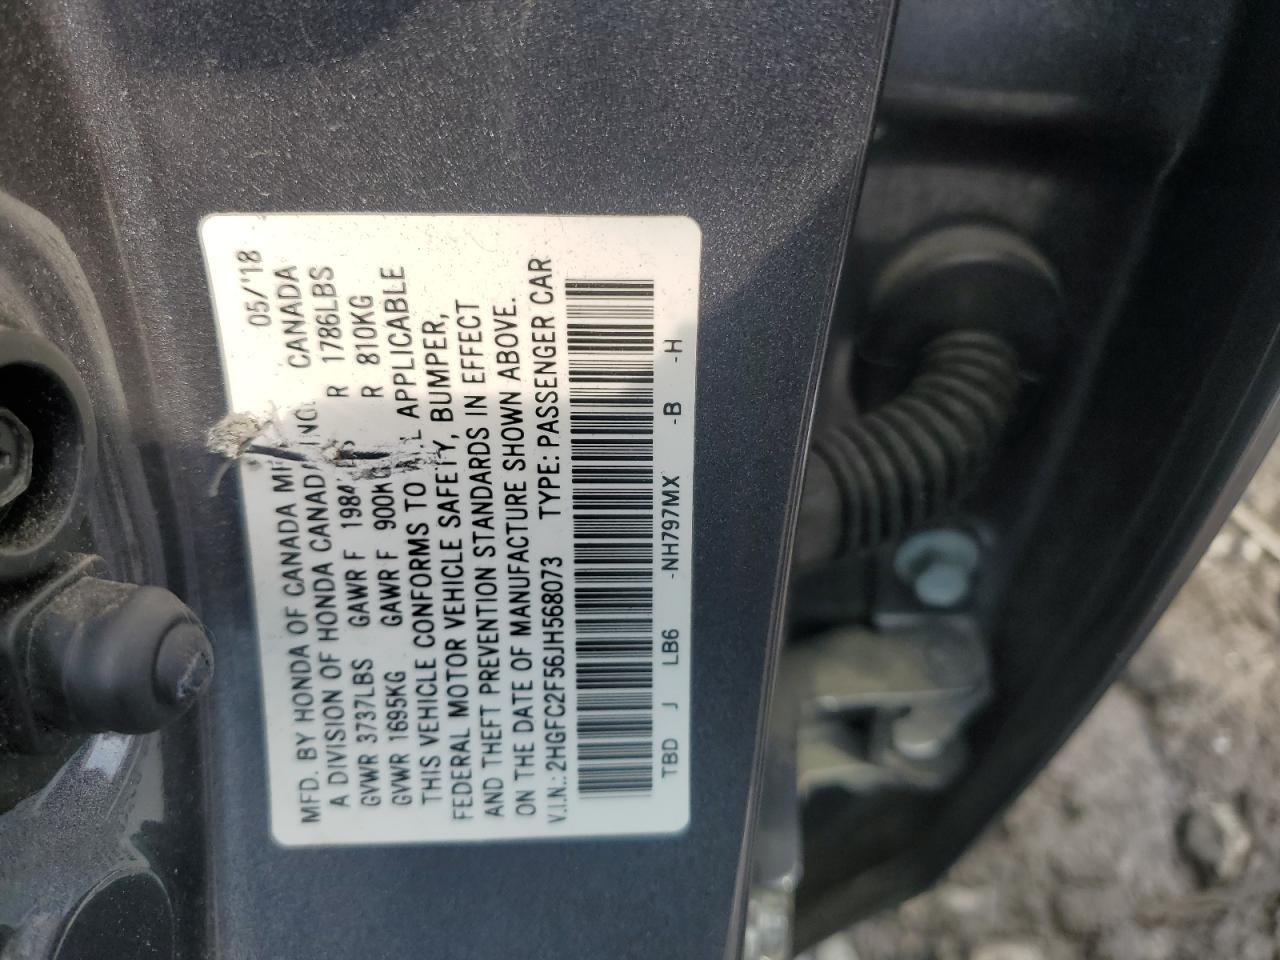 05/'18
MFD. BY HONDA OF CANADA
A DIVISION OF HONDA CANADA INC. CANADA
GVWR 3737LBS GAWR F R 1786LBS
GVWR 1695KG GAWR F 900KG R 810KG
THIS VEHICLE CONFORMS TO APPLICABLE
FEDERAL MOTOR VEHICLE SAFETY, BUMPER,
AND THEFT PREVENTION STANDARDS IN EFFECT
ON THE DATE OF MANUFACTURE SHOWN ABOVE.
V.I.N.: 2HGFC2F56JH568073 TYPE: PASSENGER CAR
TBD J LB6 -NH797MX -B -H